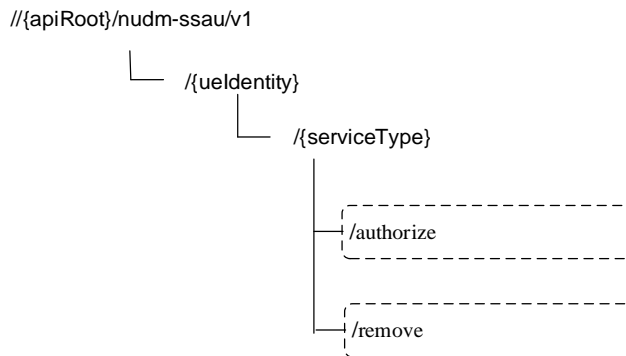 //{apiRoot}/nudm-ssau/v1
/{ueIdentity}
/{serviceType}
/authorize
/remove